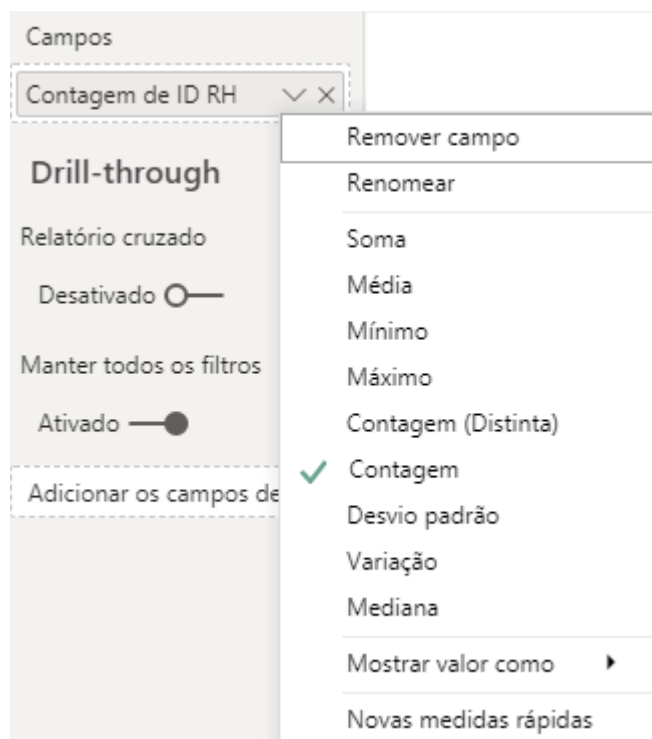 Campos
Contagem de ID RH
Remover campo
Renomear
Soma
Média
Mínimo
Máximo
Contagem (Distinta)
Contagem
Desvio padrão
Variação
Mediana
Mostrar valor como
Novas medidas rápidas
Drill-through
Relatório cruzado
Desativado
Manter todos os filtros
Ativado
Adicionar os campos de